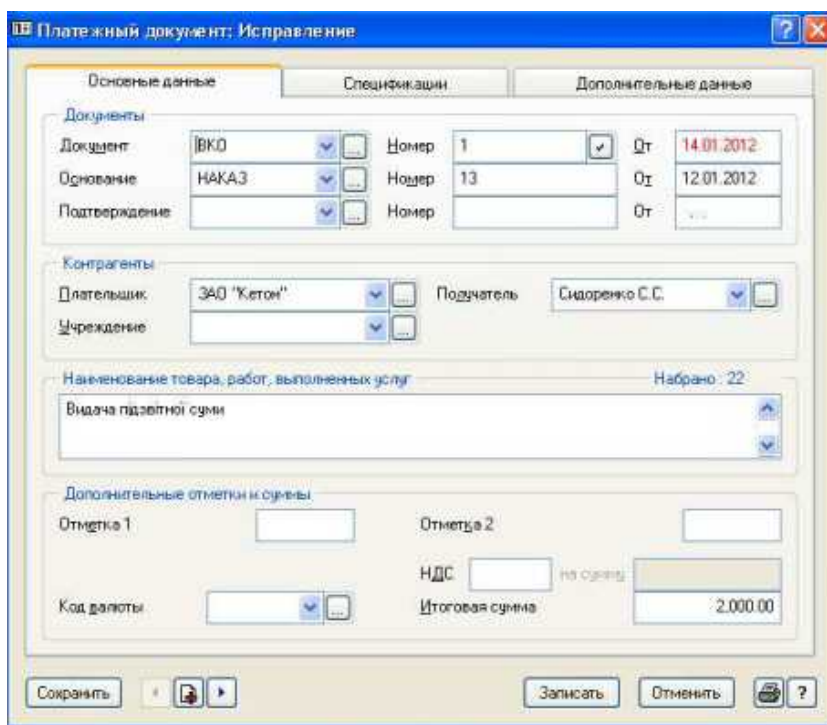 Платежный документ: Исправление
Основные данные Спецификации Дополнительные данные
Документы
Документ ВКО Номер 1 От 14.01.2012
Основание НАКАЗ Номер 13 От 12.01.2012
Подтверждение Номер От . .
Контрагенты
Плательщик ЗАО "Кетон" Получатель Сидоренко С.С.
Учреждение
Наименование товара, работ, выполненных услуг Набрано : 22
Видача підзвітної суми
Дополнительные отметки и суммы
Отметка 1 Отметка 2
НДС на сумму
Код валюты Итоговая сумма 2,000.00
Сохранить Записать Отменить ?